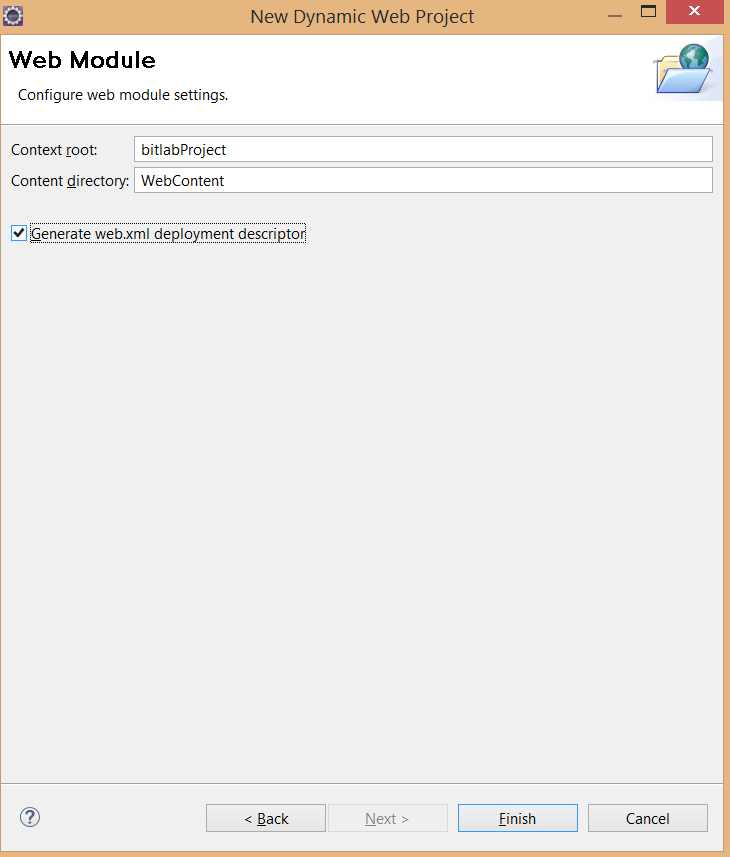 New Dynamic Web Project
Web Module
Configure web module settings.
Context root: bitlabProject
Content directory: WebContent
Generate web.xml deployment descriptor
? < Back Next > Finish Cancel